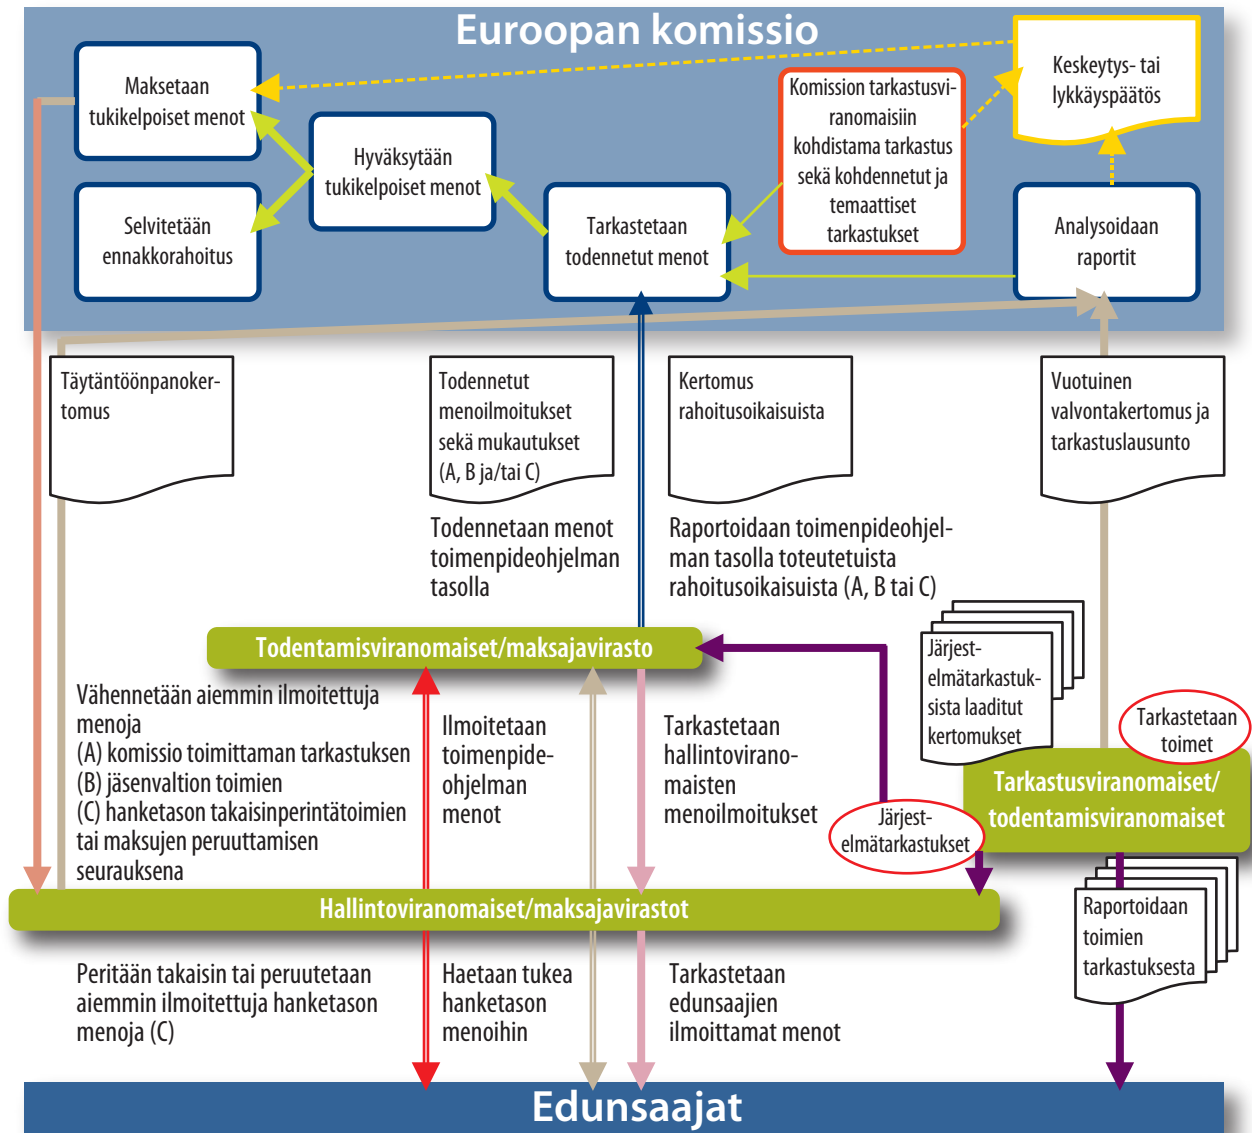 Euroopan komissio
Maksetaan
tukikelpoiset menot
Hyväksytään
tukikelpoiset menot
Selvitetään
ennakkorahoitus
Tarkastetaan
todennetut menot
Komission tarkastusvi-
ranomaisiin
kohdistama tarkastus
sekä kohdennetut ja
temaattiset
tarkastukset
Keskeytys- tai
lykkäyspäätös
Analysoidaan
raportit
Täytäntöönpanoker-
tomus
Todennetut
menoilmoitukset
sekä mukautukset
(A, B ja/tai C)
Kertomus
rahoitusoikaisuista
Vuotuinen
valvontakertomus ja
tarkastuslausunto
Todennetaan menot
toimenpideohjelman
tasolla
Raportoidaan toimenpideohjel-
man tasolla toteutetuista
rahoitusoikaisuista (A, B tai C)
Todentamisviranomaiset/maksajavirasto
Järjest-
elmätarkastuk-
sista laaditut
kertomukset
Tarkastetaan
toimet
Vähennetään aiemmin ilmoitettuja
menoja
(A) komissio toimittaman tarkastuksen
(B) jäsenvaltion toimien
(C) hanketason takaisinperintätoimien
tai maksujen peruuttamisen
seurauksena
Ilmoitetaan
toimenpide-
ohjelman
menot
Tarkastetaan
hallintovirano-
maisten
menoilmoitukset
Tarkastusviranomaiset/
todentamisviranomaiset
Järjest-
elmätarkastukset
Hallintoviranomaiset/maksajavirastot
Raportoidaan
toimien
tarkastuksesta
Peritään takaisin tai peruutetaan
aiemmin ilmoitettuja hanketason
menoja (C)
Haetaan tukea
hanketason
menoihin
Tarkastetaan
edunsaajien
ilmoittamat menot
Edunsaajat